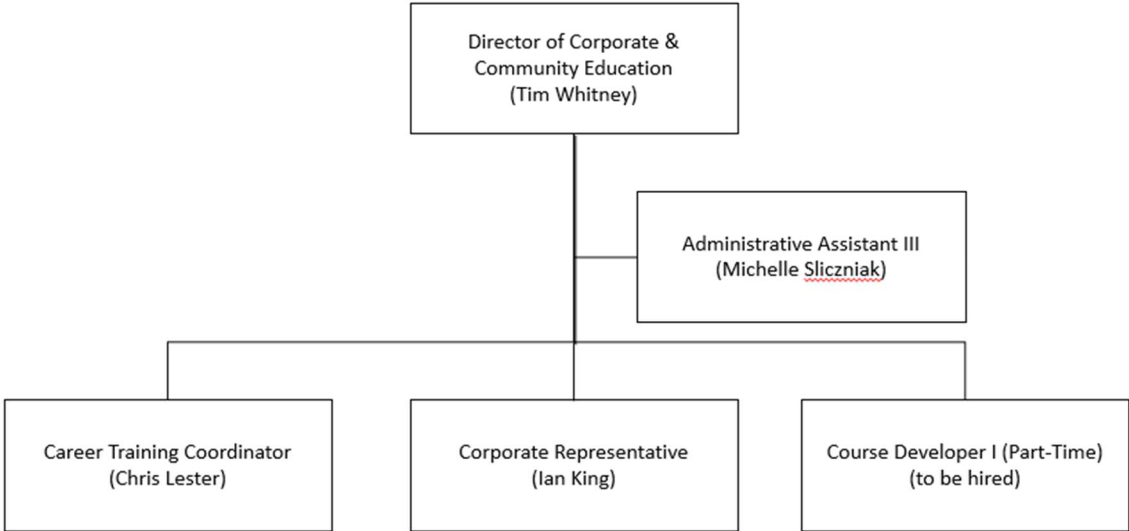 Director of Corporate &
Community Education
(Tim Whitney)
Administrative Assistant III
(Michelle Sliczniak)
Career Training Coordinator
(Chris Lester)
Corporate Representative
(Ian King)
Course Developer I (Part-Time)
(to be hired)